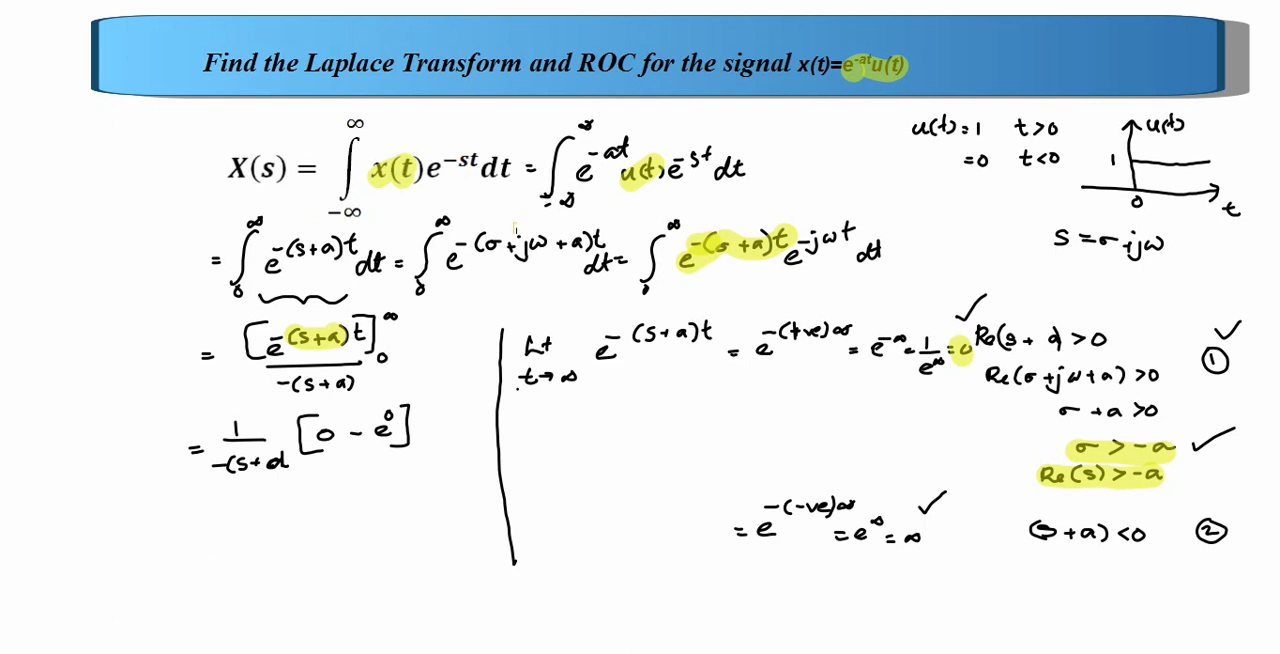 Find the Laplace Transform and ROC for the signal x(t)=e^-at u(t)
u(t)=1 t>0
=0 t<0
u(t)
1
0
t
X(s) = ∫_{-∞}^{∞} x(t)e^{-st}dt = ∫_{-∞}^{∞} e^{-at} u(t) e^{-st} dt
s=σ+jω
= ∫_0^∞ e^{-(s+a)t} dt = ∫_0^∞ e^{-(σ+jω+a)t} dt = ∫_0^∞ e^{-(σ+a)t} e^{-jωt} dt
= [e^{-(s+a)t}]_0^∞ / -(s+a)
Lt t→∞ e^{-(s+a)t} = e^{-(+ve)∞} = e^{-∞} = 1/e^∞ = 0
Re(s+a)>0 ①
Re(σ+jω+a)>0
σ+a>0
= 1/-(s+a) [0 - e^0]
σ > -a
Re(s) > -a
= e^{-(-ve)∞} = e^∞ = ∞
(σ+a)<0 ②